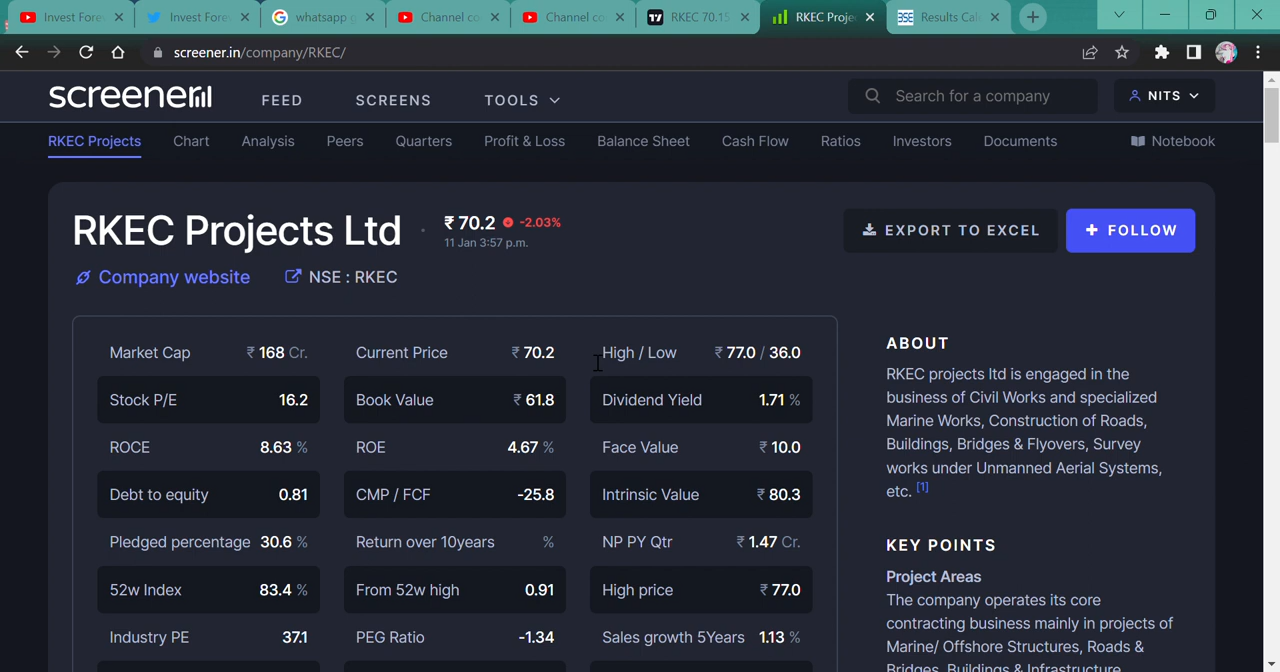 Invest Fore
Invest Fore
whatsapp g
Channel co
Channel co
RKEC 70.15
RKEC Proje
Results Cal
screener.in/company/RKEC/
screener
FEED
SCREENS
TOOLS
Search for a company
NITS
RKEC Projects
Chart
Analysis
Peers
Quarters
Profit & Loss
Balance Sheet
Cash Flow
Ratios
Investors
Documents
Notebook
RKEC Projects Ltd
₹ 70.2 -2.03%
11 Jan 3:57 p.m.
EXPORT TO EXCEL
+ FOLLOW
Company website
NSE : RKEC
Market Cap ₹ 168 Cr.
Current Price ₹ 70.2
High / Low ₹ 77.0 / 36.0
Stock P/E 16.2
Book Value ₹ 61.8
Dividend Yield 1.71 %
ROCE 8.63 %
ROE 4.67 %
Face Value ₹ 10.0
Debt to equity 0.81
CMP / FCF -25.8
Intrinsic Value ₹ 80.3
Pledged percentage 30.6 %
Return over 10years %
NP PY Qtr ₹ 1.47 Cr.
52w Index 83.4 %
From 52w high 0.91
High price ₹ 77.0
Industry PE 37.1
PEG Ratio -1.34
Sales growth 5Years 1.13 %
ABOUT
RKEC projects ltd is engaged in the
business of Civil Works and specialized
Marine Works, Construction of Roads,
Buildings, Bridges & Flyovers, Survey
works under Unmanned Aerial Systems,
etc. [1]
KEY POINTS
Project Areas
The company operates its core
contracting business mainly in projects of
Marine/ Offshore Structures, Roads &
Bridges, Buildings & Infrastructure